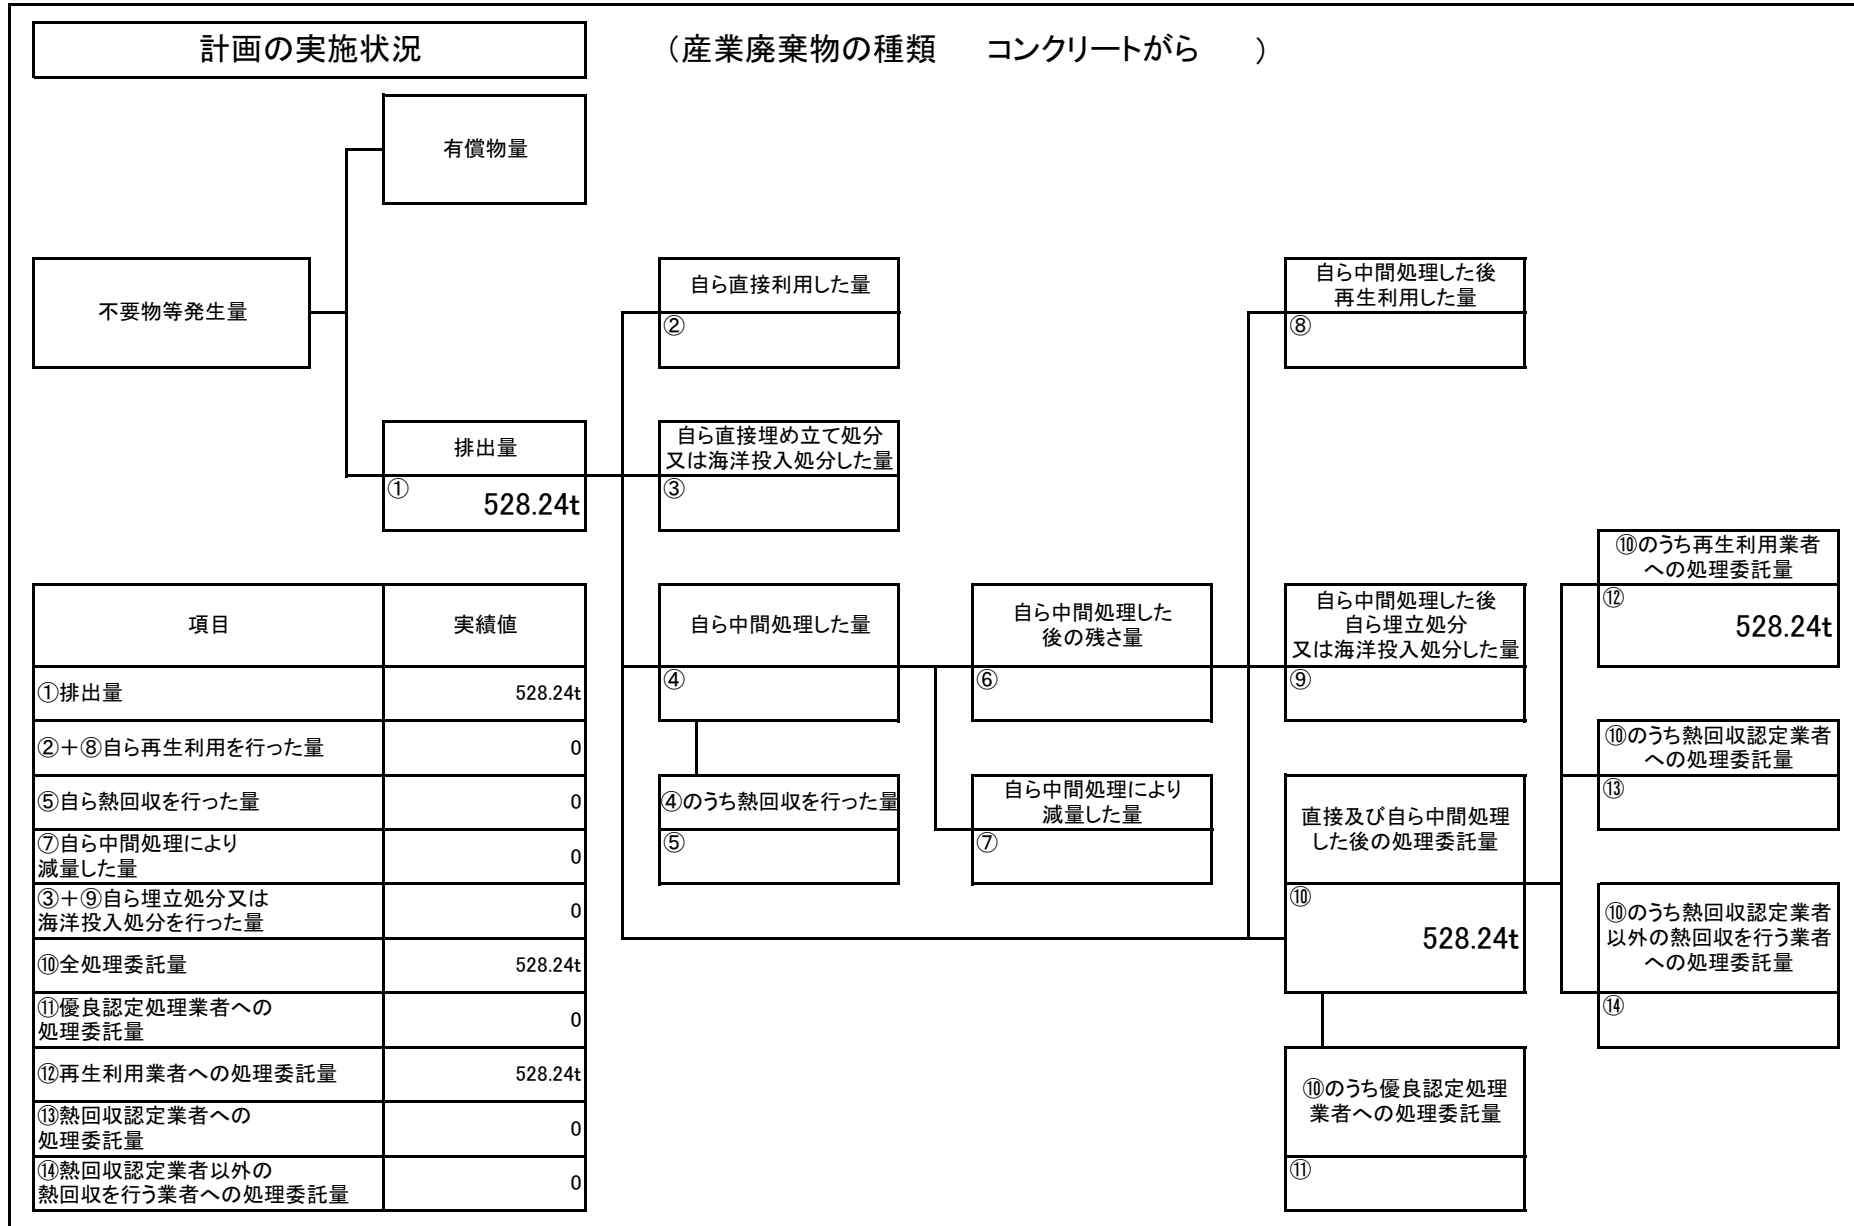 計画の実施状況
（産業廃棄物の種類　コンクリートがら　）
有償物量
不要物等発生量
自ら直接利用した量
②
自ら中間処理した後
再生利用した量
⑧
排出量
①
528.24t
自ら直接埋め立て処分
又は海洋投入処分した量
③
⑩のうち再生利用業者
への処理委託量
⑫
528.24t
自ら中間処理した量
④
自ら中間処理した
後の残さ量
⑥
自ら中間処理した後
自ら埋立処分
又は海洋投入処分した量
⑨
⑩のうち熱回収認定業者
への処理委託量
⑬
④のうち熱回収を行った量
⑤
自ら中間処理により
減量した量
⑦
直接及び自ら中間処理
した後の処理委託量
⑩
528.24t
⑩のうち熱回収認定業者
以外の熱回収を行う業者
への処理委託量
⑭
⑩のうち優良認定処理
業者への処理委託量
⑪
項目 実績値
①排出量 528.24t
②＋⑧自ら再生利用を行った量 0
⑤自ら熱回収を行った量 0
⑦自ら中間処理により
減量した量 0
③＋⑨自ら埋立処分又は
海洋投入処分を行った量 0
⑩全処理委託量 528.24t
⑪優良認定処理業者への
処理委託量 0
⑫再生利用業者への処理委託量 528.24t
⑬熱回収認定業者への
処理委託量 0
⑭熱回収認定業者以外の
熱回収を行う業者への処理委託量 0